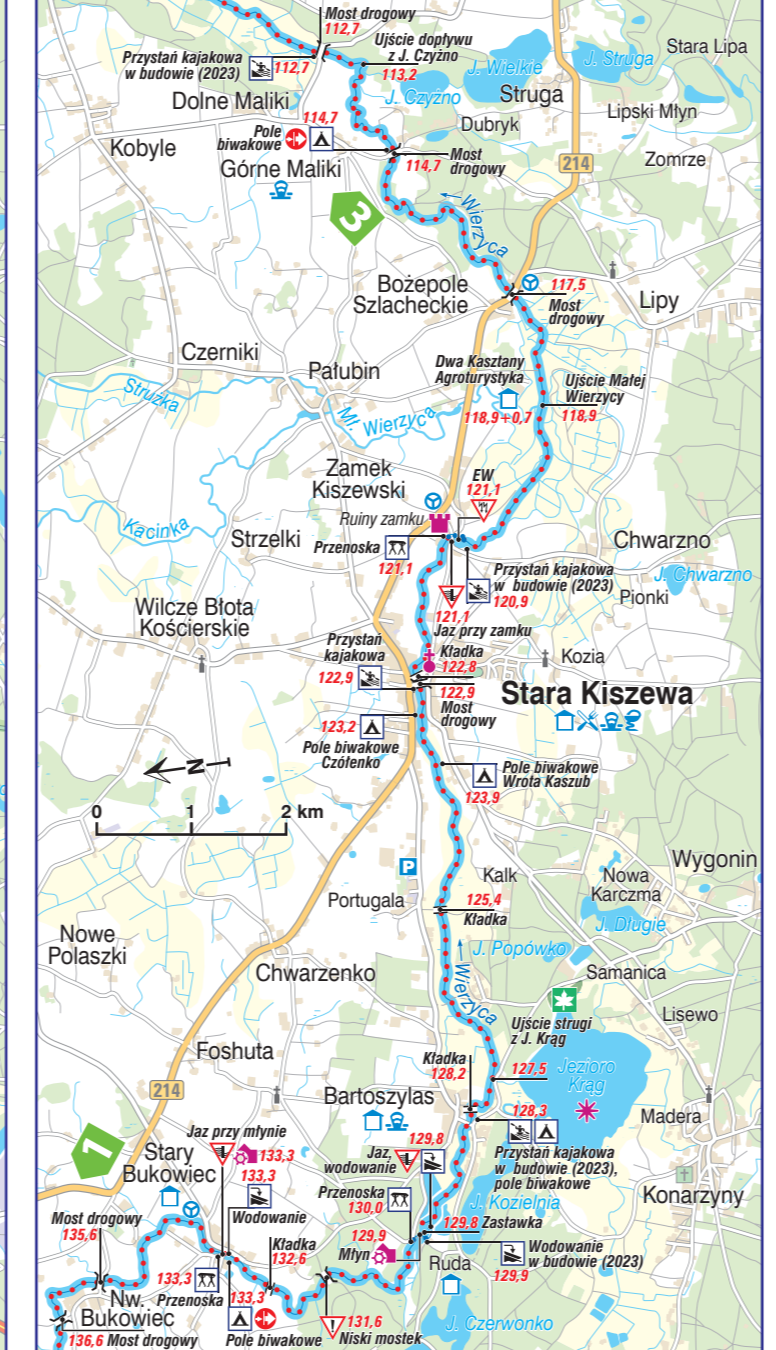 Most drogowy
112,7
Przystań kajakowa
w budowie (2023)
112,7
Ujście dopływu
z J. Czyżno
113,2
J. Wielkie
J. Struga
Stara Lipa
Dolne Maliki
J. Czyżno
Struga
Lipski Młyn
114,7
Pole
biwakowe
Kobyle
Dubryk
Górne Maliki
Most
drogowy
114,7
214
Zomrze
3
Wierzyca
Bożepole
Szlacheckie
117,5
Most
drogowy
Lipy
Czerniki
Pałubin
Dwa Kasztany
Agroturystyka
118,9+0,7
Ujście Małej
Wierzycy
118,9
Strużka
Mł. Wierzyca
Zamek
Kiszewski
EW
121,1
Ruiny zamku
Kacinka
Strzelki
Przenoska
121,1
Chwarzno
J. Chwarzno
Przystań kajakowa
w budowie (2023)
120,9
Pionki
121,1
Jaz przy zamku
Wilcze Błota
Kościerskie
Przystań
kajakowa
122,9
Kładka
122,8
Kozia
122,9
Most
drogowy
Stara Kiszewa
123,2
Pole biwakowe
Czółenko
N
Pole biwakowe
Wrota Kaszub
123,9
0 1 2 km
P
Kalk
Wygonin
Nowa
Karczma
Portugala
125,4
Kładka
J. Długie
Nowe
Polaszki
J. Popówko
Chwarzenko
Wierzyca
Samanica
Lisewo
Ujście strugi
z J. Krąg
127,5
Foshuta
Kładka
128,2
Jezioro
Krąg
214
Bartoszylas
128,3
Madera
1
Jaz przy młynie
133,3
Stary
Bukowiec
133,3
Wodowanie
Jaz,
wodowanie
129,8
Przystań kajakowa
w budowie (2023),
pole biwakowe
Konarzyny
Przenoska
130,0
J. Kozielnia
Most drogowy
135,6
Kładka
132,6
129,9
Młyn
129,8 Zastawka
Wodowanie
w budowie (2023)
129,9
133,3
Przenoska
133,3
Ruda
Nw.
Bukowiec
136,6 Most drogowy
Pole biwakowe
131,6
Niski mostek
J. Czerwonko